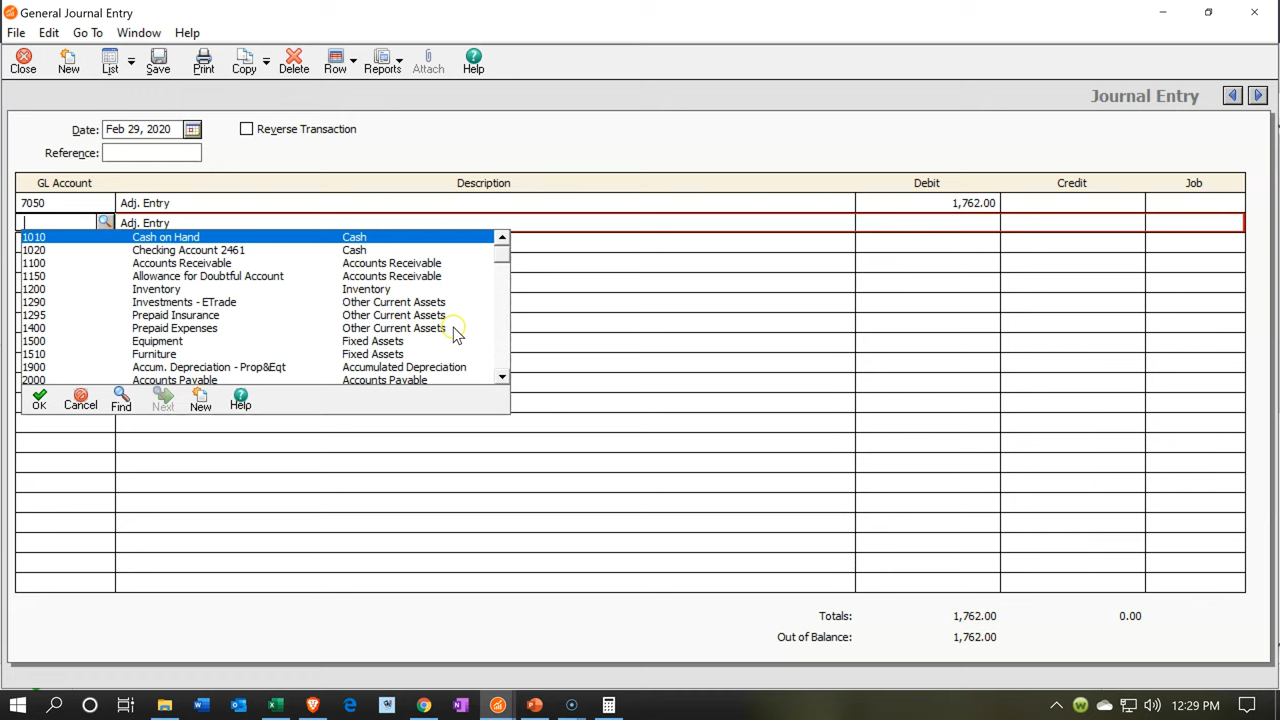 General Journal Entry
File Edit Go To Window Help
Close New List Save Print Copy Delete Row Reports Attach Help
Journal Entry
Date: Feb 29, 2020 Reverse Transaction
Reference:
GL Account Description Debit Credit Job
7050 Adj. Entry 1,762.00
Adj. Entry
1010 Cash on Hand Cash
1020 Checking Account 2461 Cash
1100 Accounts Receivable Accounts Receivable
1150 Allowance for Doubtful Account Accounts Receivable
1200 Inventory Inventory
1290 Investments - ETrade Other Current Assets
1295 Prepaid Insurance Other Current Assets
1400 Prepaid Expenses Other Current Assets
1500 Equipment Fixed Assets
1510 Furniture Fixed Assets
1900 Accum. Depreciation - Prop&Eqt Accumulated Depreciation
2000 Accounts Payable Accounts Payable
OK Cancel Find Next New Help
Totals: 1,762.00 0.00
Out of Balance: 1,762.00
12:29 PM